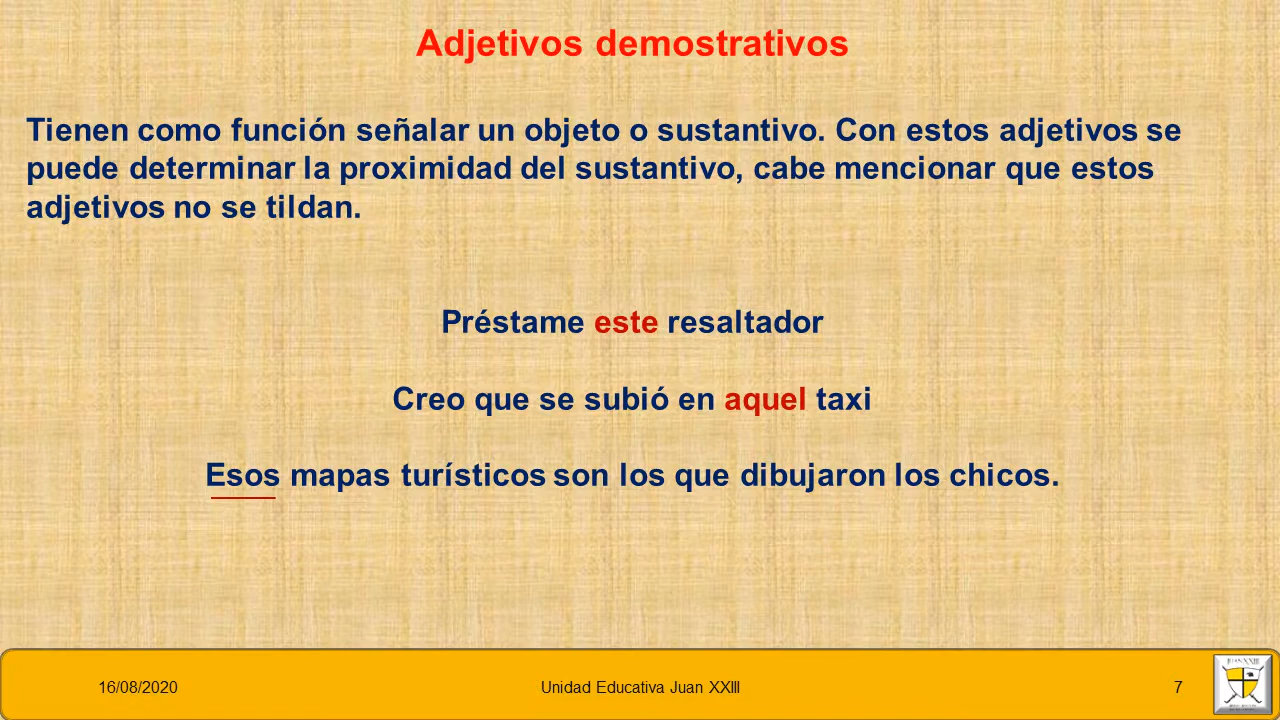 Adjetivos demostrativos
Tienen como función señalar un objeto o sustantivo. Con estos adjetivos se
puede determinar la proximidad del sustantivo, cabe mencionar que estos
adjetivos no se tildan.
Préstame este resaltador
Creo que se subió en aquel taxi
Esos mapas turísticos son los que dibujaron los chicos.
16/08/2020
Unidad Educativa Juan XXIII
7
JUAN XXIII